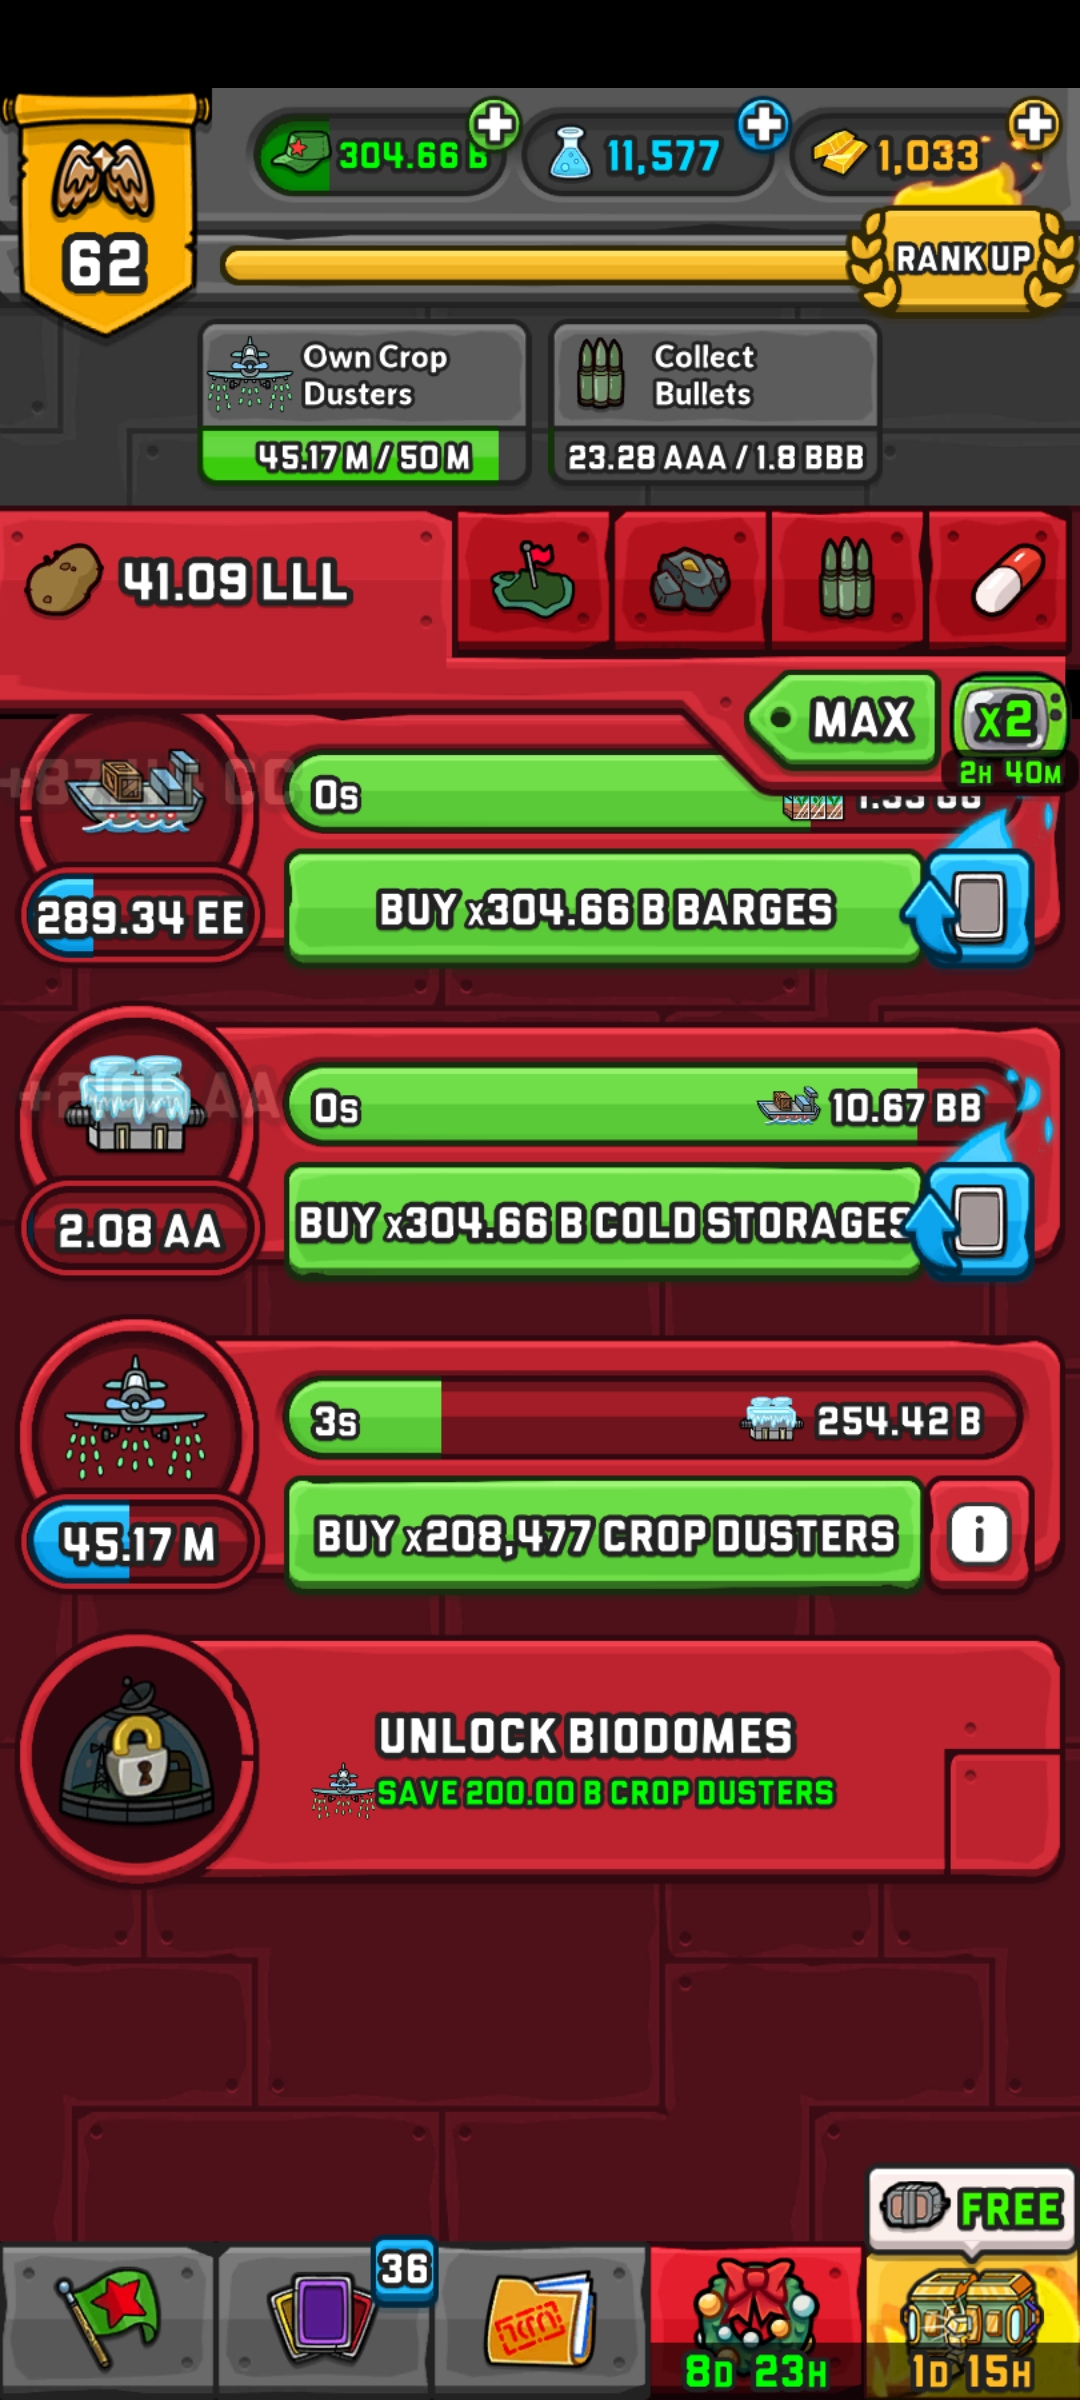 304.66 B
11,577
1,033
62
RANK UP
Own Crop
Dusters
Collect
Bullets
45.17 M / 50 M
23.28 AAA / 1.8 BBB
41.09 LLL
MAX
x2
2H 40M
0s
289.34 EE
BUY x304.66 B BARGES
0s
10.67 BB
2.08 AA
BUY x304.66 B COLD STORAGES
3s
254.42 B
45.17 M
BUY x208,477 CROP DUSTERS
i
UNLOCK BIODOMES
SAVE 200.00 B CROP DUSTERS
FREE
36
8D 23H
1D 15H